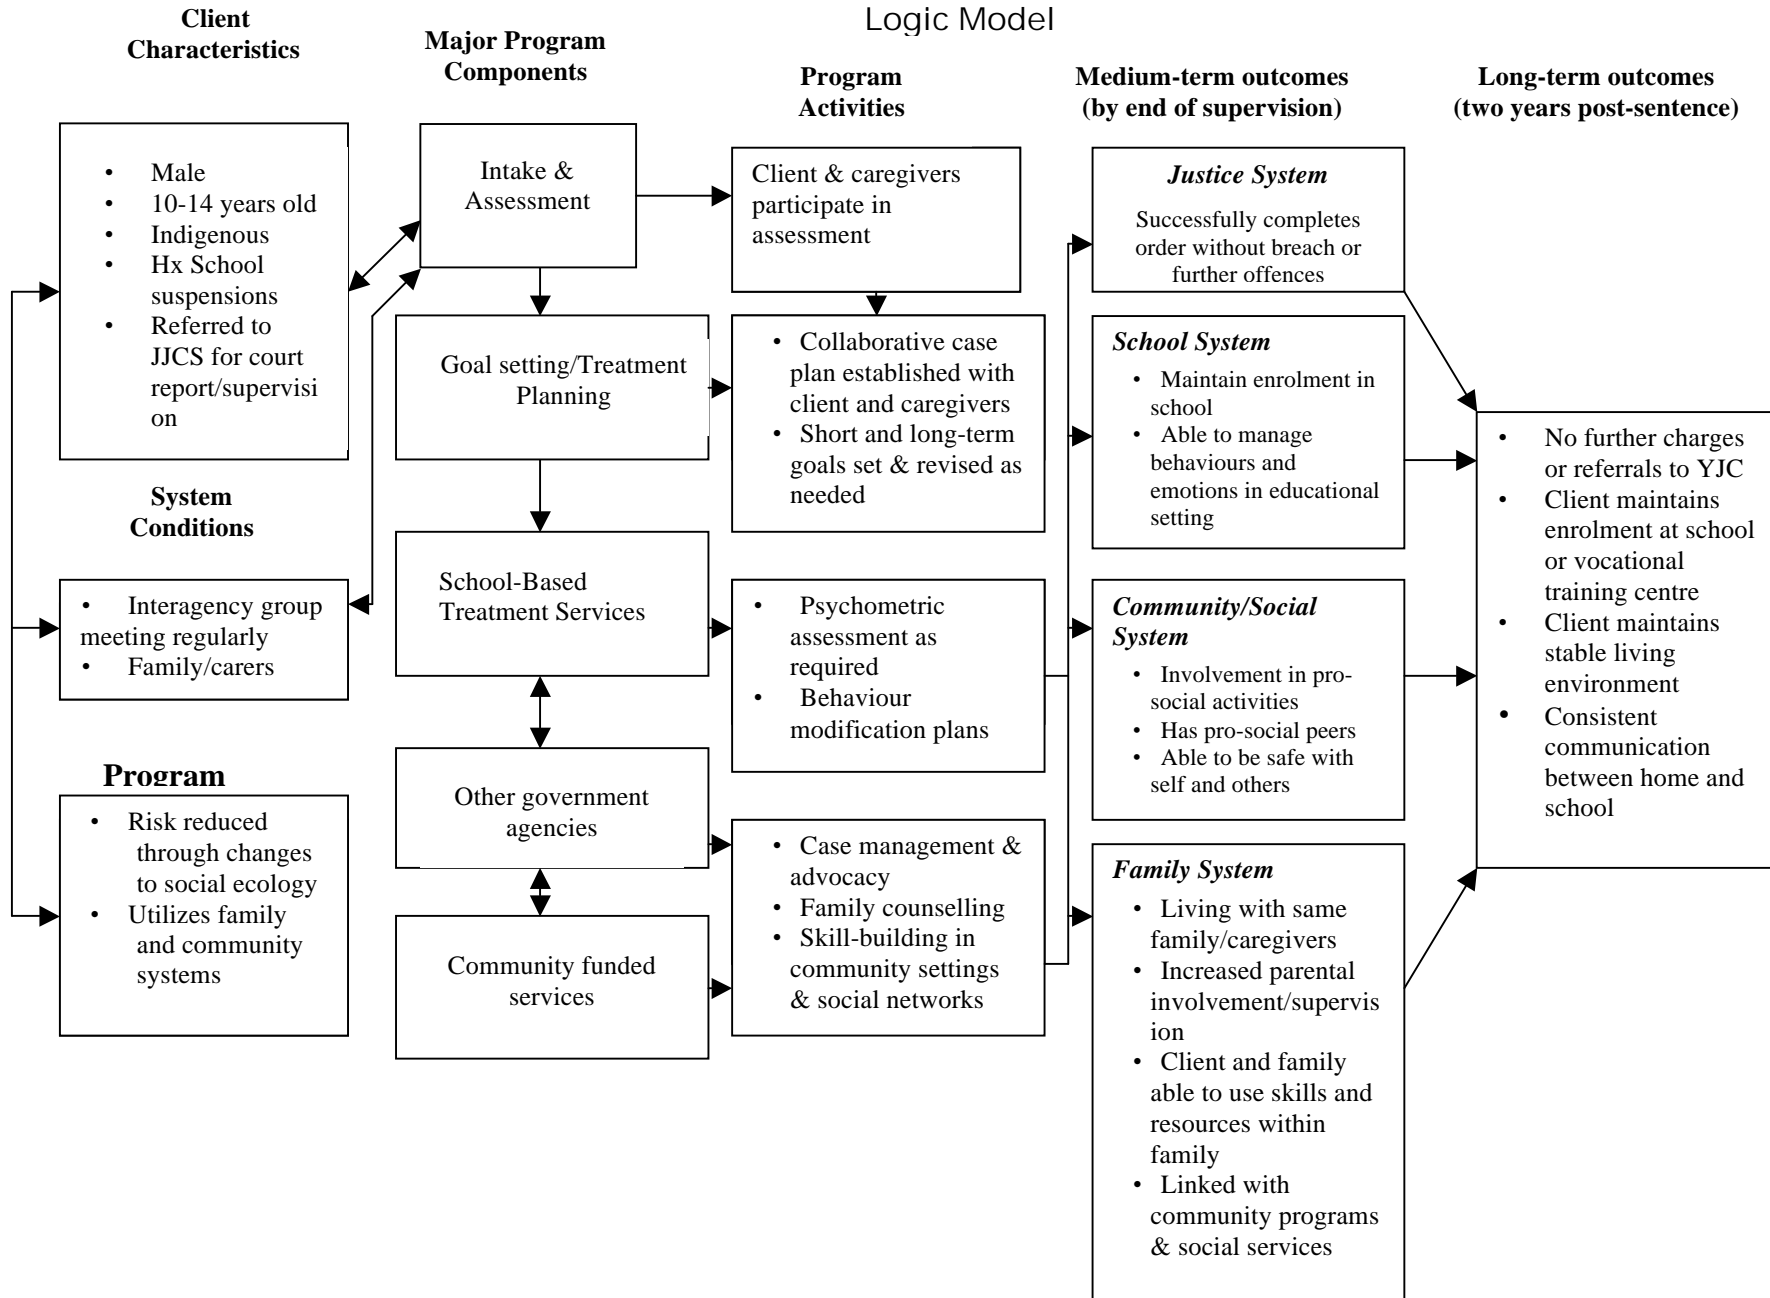 Logic Model
Client
Characteristics
• Male
• 10-14 years old
• Indigenous
• Hx School
suspensions
• Referred to
JJCS for court
report/supervisi
on
System
Conditions
• Interagency group
meeting regularly
• Family/carers
Program
• Risk reduced
through changes
to social ecology
• Utilizes family
and community
systems
Major Program
Components
Intake &
Assessment
Goal setting/Treatment
Planning
School-Based
Treatment Services
Other government
agencies
Community funded
services
Program
Activities
Client & caregivers
participate in
assessment
• Collaborative case
plan established with
client and caregivers
• Short and long-term
goals set & revised as
needed
• Psychometric
assessment as
required
• Behaviour
modification plans
• Case management &
advocacy
• Family counselling
• Skill-building in
community settings
& social networks
Medium-term outcomes
(by end of supervision)
Justice System
Successfully completes
order without breach or
further offences
School System
• Maintain enrolment in
school
• Able to manage
behaviours and
emotions in educational
setting
Community/Social
System
• Involvement in pro-
social activities
• Has pro-social peers
• Able to be safe with
self and others
Family System
• Living with same
family/caregivers
• Increased parental
involvement/supervis
ion
• Client and family
able to use skills and
resources within
family
• Linked with
community programs
& social services
Long-term outcomes
(two years post-sentence)
• No further charges
or referrals to YJC
• Client maintains
enrolment at school
or vocational
training centre
• Client maintains
stable living
environment
• Consistent
communication
between home and
school